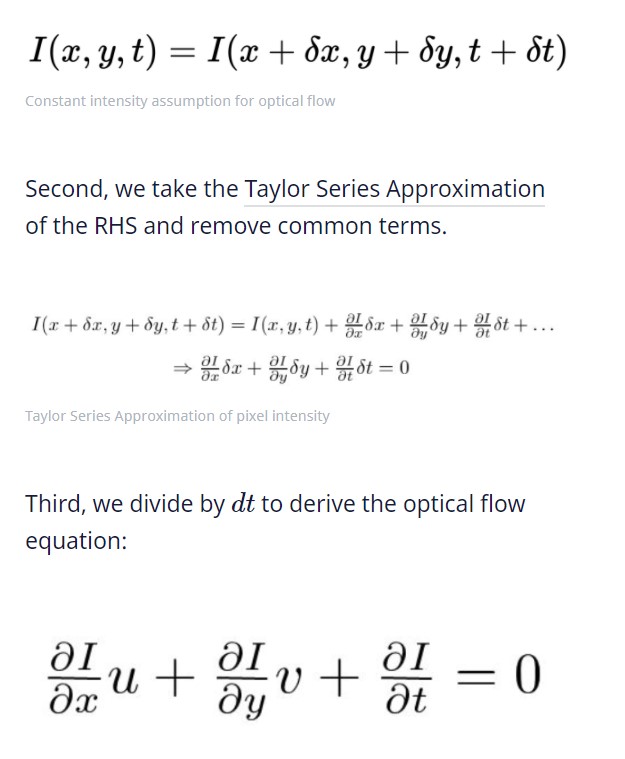 I(x, y, t) = I(x + δx, y + δy, t + δt)
Constant intensity assumption for optical flow
Second, we take the Taylor Series Approximation
of the RHS and remove common terms.
I(x + δx, y + δy, t + δt) = I(x, y, t) + ∂I/∂x δx + ∂I/∂y δy + ∂I/∂t δt + ...
⇒ ∂I/∂x δx + ∂I/∂y δy + ∂I/∂t δt = 0
Taylor Series Approximation of pixel intensity
Third, we divide by dt to derive the optical flow
equation:
∂I/∂x u + ∂I/∂y v + ∂I/∂t = 0